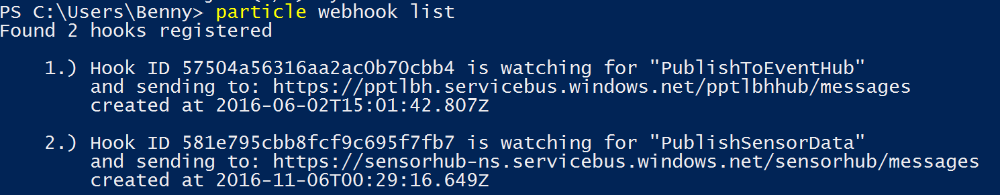 PS C:\Users\Benny> particle webhook list
Found 2 hooks registered
1.) Hook ID 57504a56316aa2ac0b70cbb4 is watching for "PublishToEventHub"
and sending to: https://pptlbh.servicebus.windows.net/pptlbhhub/messages
created at 2016-06-02T15:01:42.807Z
2.) Hook ID 581e795cbb8fcf9c695f7fb7 is watching for "PublishSensorData"
and sending to: https://sensorhub-ns.servicebus.windows.net/sensorhub/messages
created at 2016-11-06T00:29:16.649Z